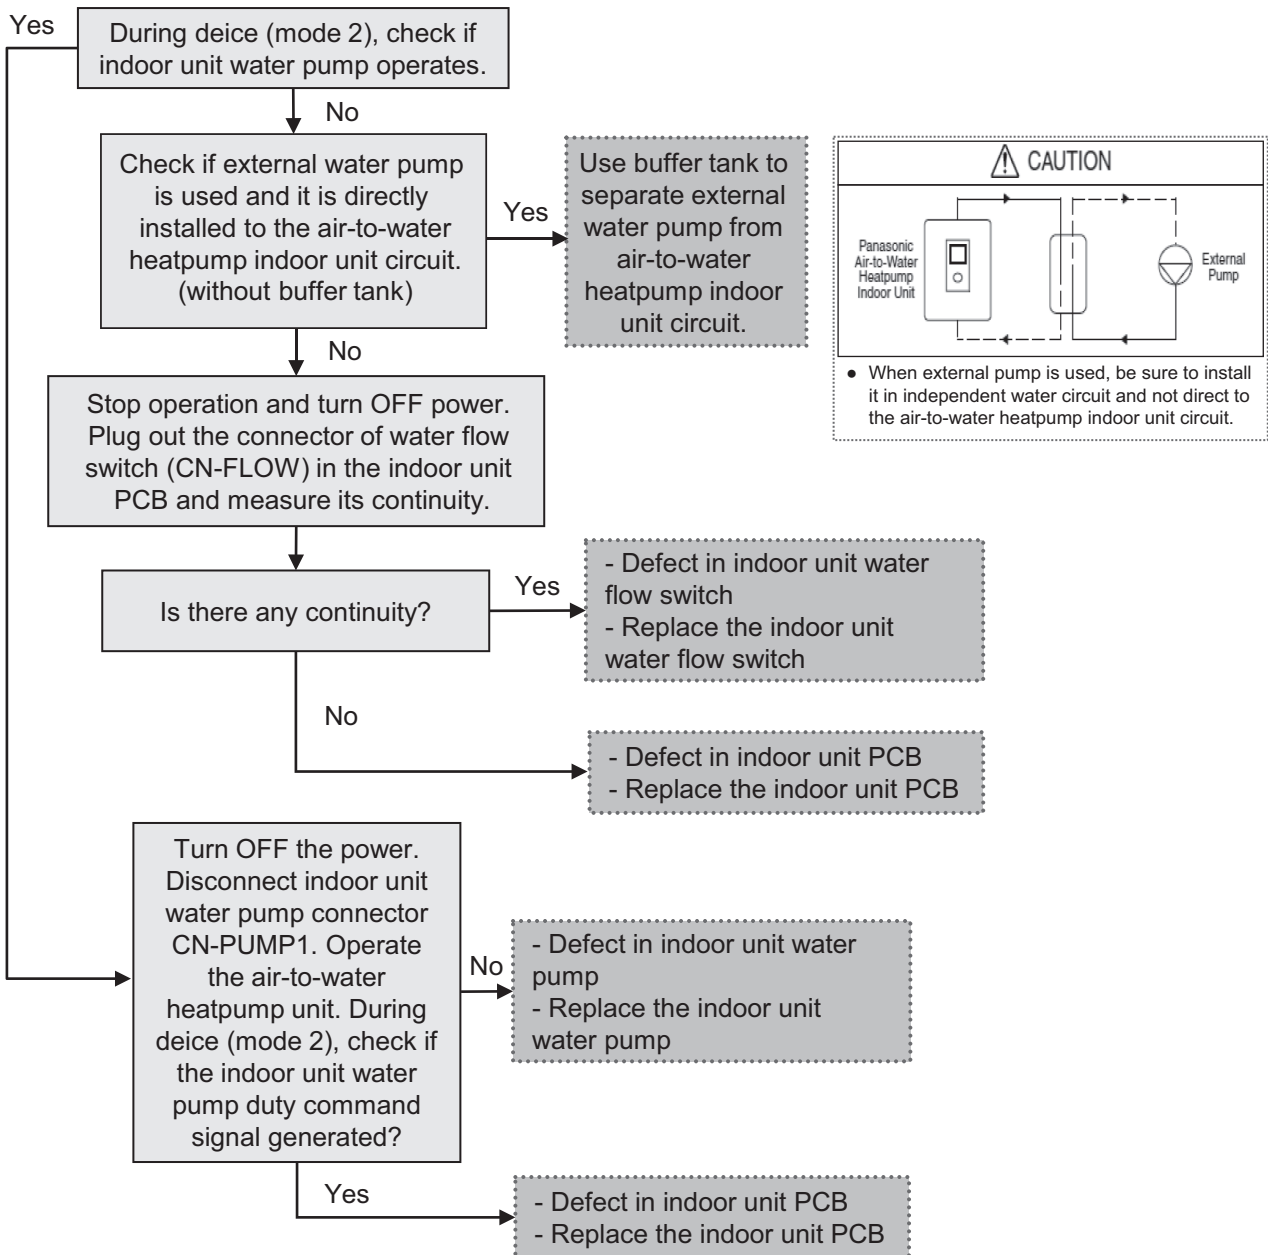 Yes
During deice (mode 2), check if
indoor unit water pump operates.
No
Check if external water pump
is used and it is directly
installed to the air-to-water
heatpump indoor unit circuit.
(without buffer tank)
Yes
Use buffer tank to
separate external
water pump from
air-to-water
heatpump indoor
unit circuit.
CAUTION
Panasonic
Air-to-Water
Heatpump
Indoor Unit
External
Pump
● When external pump is used, be sure to install
it in independent water circuit and not direct to
the air-to-water heatpump indoor unit circuit.
No
Stop operation and turn OFF power.
Plug out the connector of water flow
switch (CN-FLOW) in the indoor unit
PCB and measure its continuity.
Is there any continuity?
Yes
- Defect in indoor unit water
flow switch
- Replace the indoor unit
water flow switch
No
- Defect in indoor unit PCB
- Replace the indoor unit PCB
Turn OFF the power.
Disconnect indoor unit
water pump connector
CN-PUMP1. Operate
the air-to-water
heatpump unit. During
deice (mode 2), check if
the indoor unit water
pump duty command
signal generated?
No
- Defect in indoor unit water
pump
- Replace the indoor unit
water pump
Yes
- Defect in indoor unit PCB
- Replace the indoor unit PCB